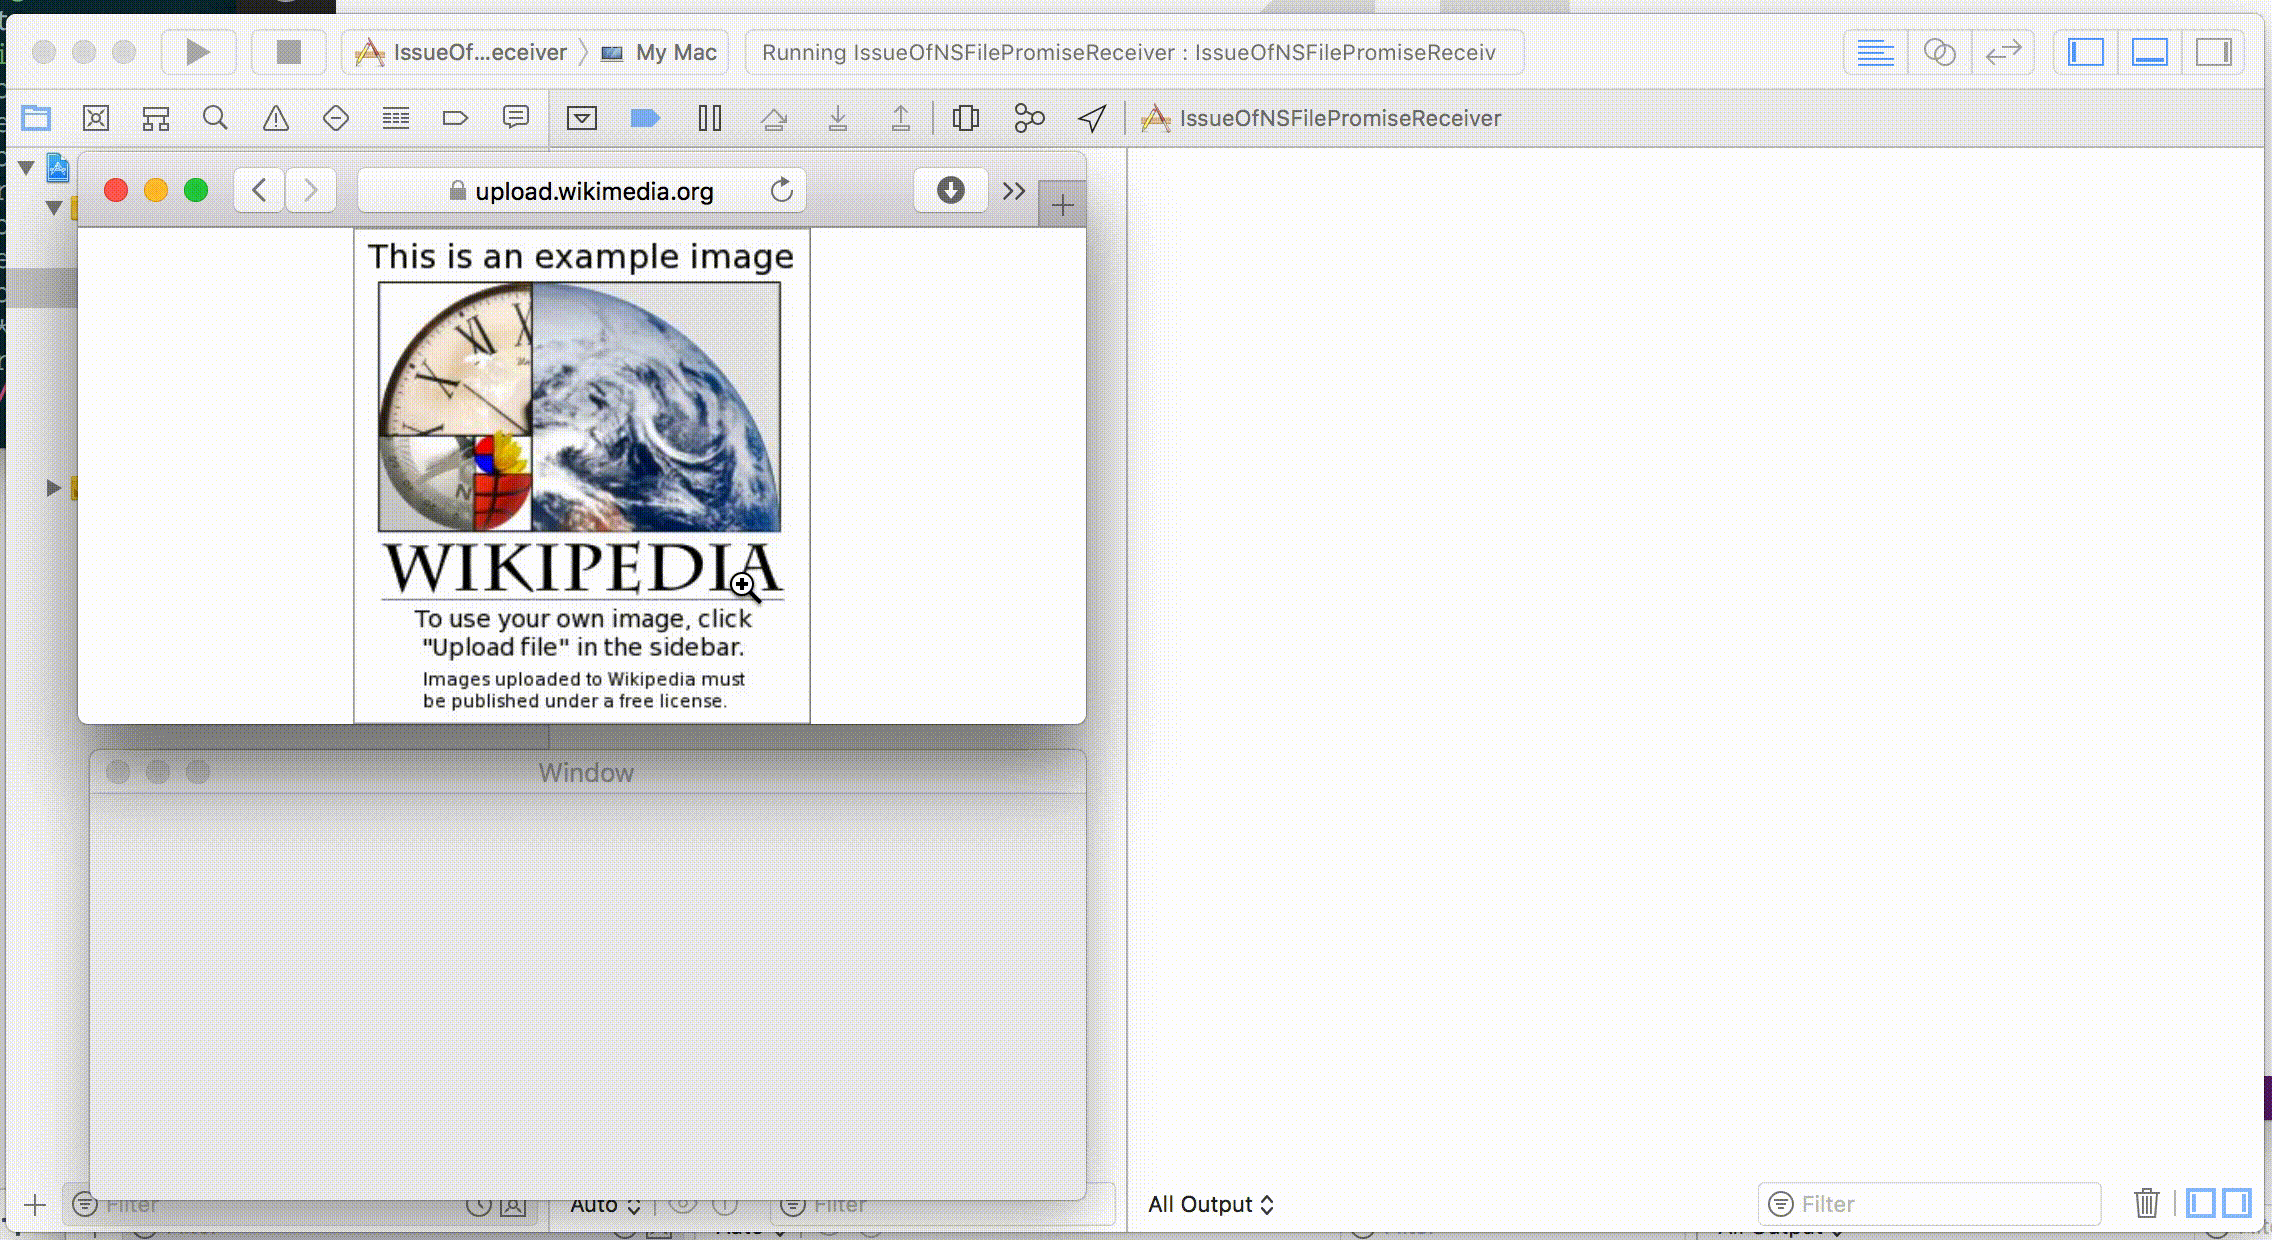 IssueOf...eceiver
My Mac
Running IssueOfNSFilePromiseReceiver : IssueOfNSFilePromiseReceiv
IssueOfNSFilePromiseReceiver
upload.wikimedia.org
This is an example image
WIKIPEDIA
To use your own image, click
"Upload file" in the sidebar.
Images uploaded to Wikipedia must
be published under a free license.
Window
Filter
Auto
Filter
All Output
Filter